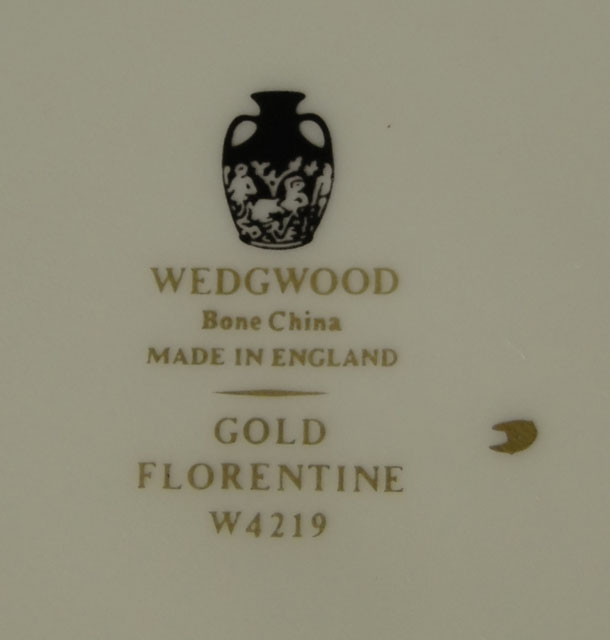 WEDGWOOD
Bone China
MADE IN ENGLAND
GOLD
FLORENTINE
W4219